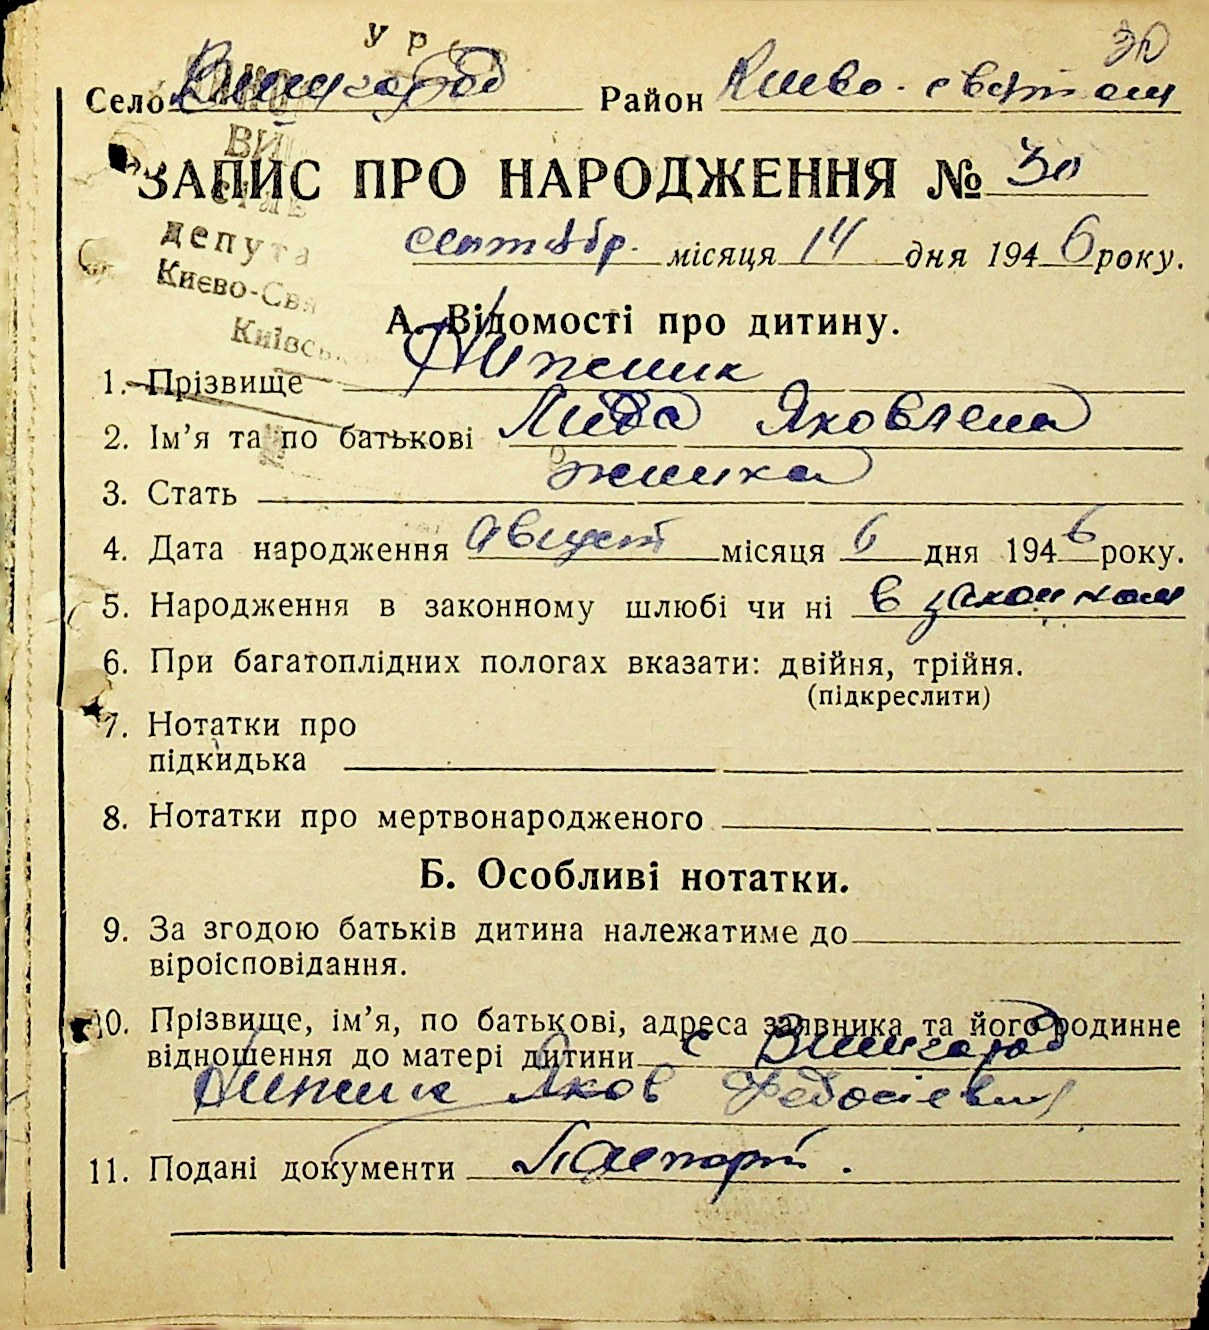 УРСР
30
Село Вишгород Район Киево-святош
ВИ
депута
Києво-Свя
Київсь
ЗАПИС ПРО НАРОДЖЕННЯ № 30
сентябр. місяця 14 дня 1946 року.
А. Відомості про дитину.
1. Прізвище
2. Ім’я та по батькові Лида Яковлена
3. Стать жинка
4. Дата народження Август місяця 6 дня 1946 року.
5. Народження в законному шлюбі чи ні в законном
6. При багатоплідних пологах вказати: двійня, трійня.
(підкреслити)
7. Нотатки про
підкидька
8. Нотатки про мертвонародженого
Б. Особливі нотатки.
9. За згодою батьків дитина належатиме до
віроісповідання.
10. Прізвище, ім’я, по батькові, адреса заявника та його родинне
відношення до матері дитини с Вишгород
Яков Федосієвич
11. Подані документи Паспорт.